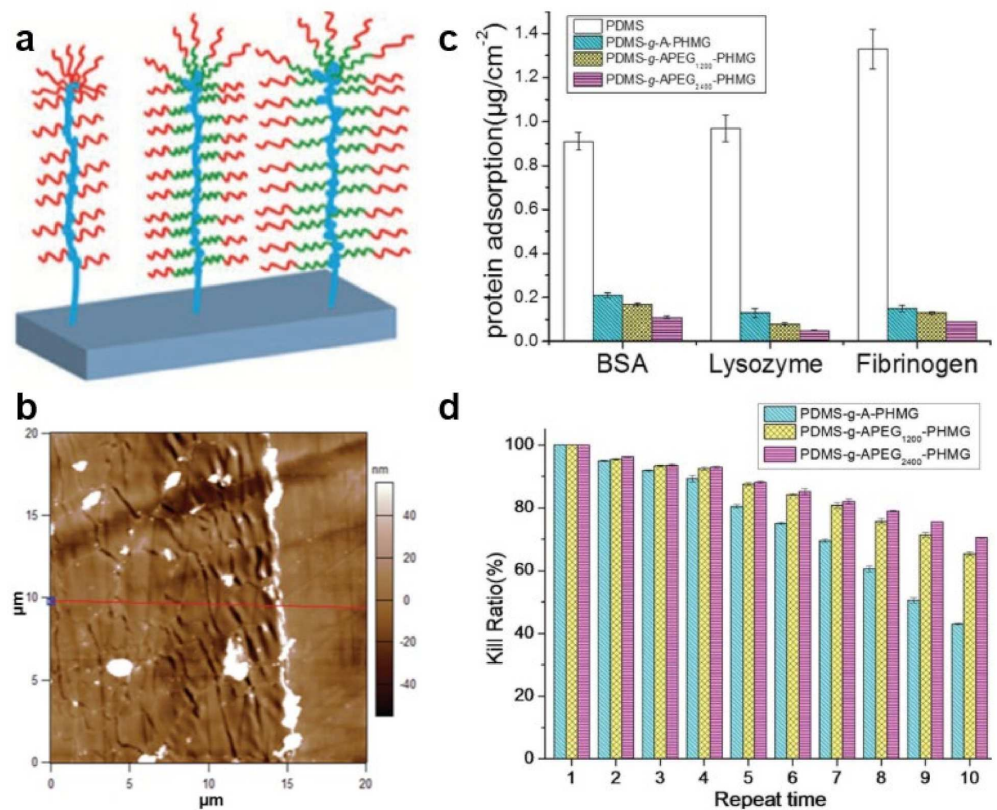 a
b
nm
20
15
10
5
0
µm
40
20
0
-20
-40
0
5
10
15
20
µm
c
PDMS
PDMS-g-A-PHMG
PDMS-g-APEG1200-PHMG
PDMS-g-APEG2400-PHMG
protein adsorption(µg/cm-2)
1.4
1.2
1.0
0.8
0.6
0.4
0.2
0.0
BSA
Lysozyme
Fibrinogen
d
PDMS-g-A-PHMG
PDMS-g-APEG1200-PHMG
PDMS-g-APEG2400-PHMG
Kill Ratio(%)
100
80
60
40
20
0
1 2 3 4 5 6 7 8 9 10
Repeat time